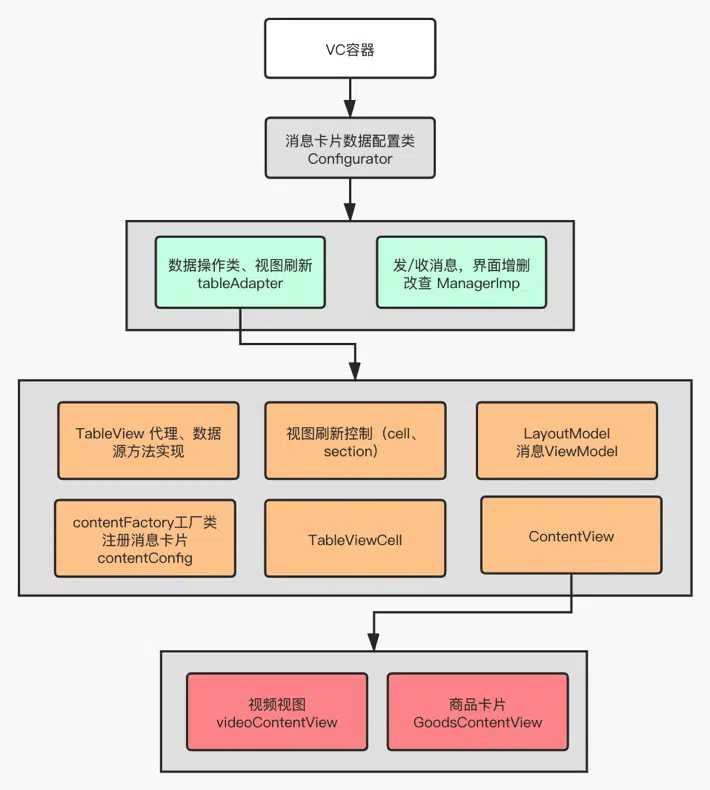 VC容器
消息卡片数据配置类
Configurator
数据操作类、视图刷新
tableAdapter
发/收消息，界面增删
改查 ManagerImp
TableView 代理、数据
源方法实现
视图刷新控制（cell、
section）
LayoutModel
消息ViewModel
contentFactory工厂类
注册消息卡片
contentConfig
TableViewCell
ContentView
视频视图
videoContentView
商品卡片
GoodsContentView